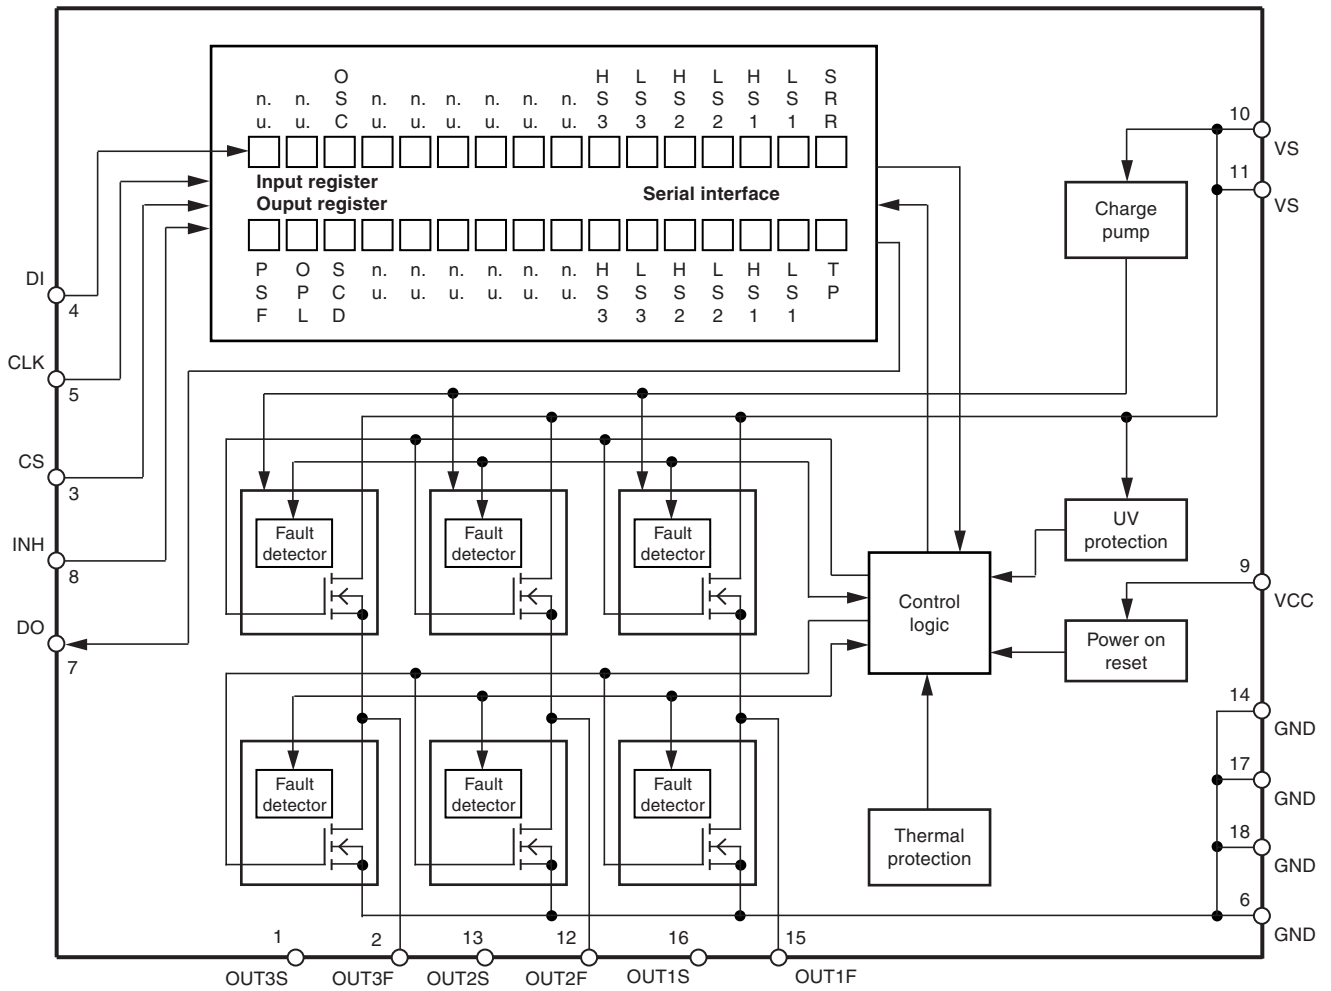 O
H L H L H L S
n. n. S n. n. n. n. n. n. S S S S S S R
u. u. C u. u. u. u. u. u. 3 3 2 2 1 1 R
Input register
Ouput register
Serial interface
P O S n. n. n. n. n. n. H L H L H L T
S P C u. u. u. u. u. u. S S S S S S P
F L D 3 3 2 2 1 1
10
VS
11
VS
Charge
pump
DI
4
CLK
5
CS
3
INH
8
DO
7
Fault
detector
Fault
detector
Fault
detector
UV
protection
Control
logic
9
VCC
Power on
reset
Fault
detector
Fault
detector
Fault
detector
Thermal
protection
14
GND
17
GND
18
GND
6
GND
1
OUT3S
2
OUT3F
13
OUT2S
12
OUT2F
16
OUT1S
15
OUT1F